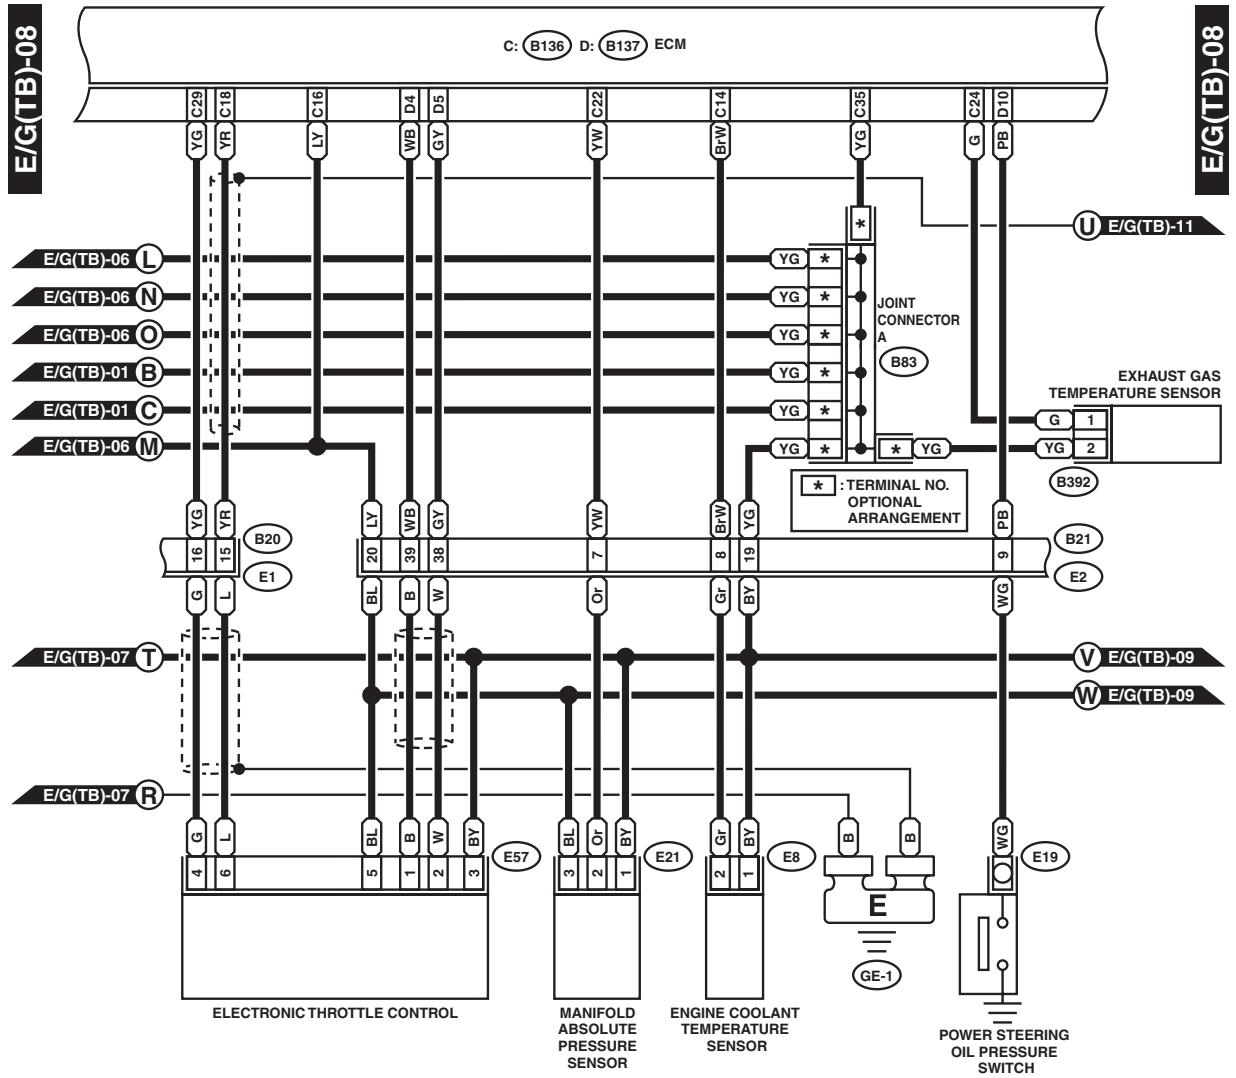 E/G(TB)-08
C: B136 D: B137 ECM
E/G(TB)-08
C29 C18 C16 D4 D5 C22 C14 C35 C24 D10
YG YR LY WB GY YW BrW YG G PB
*
U E/G(TB)-11
E/G(TB)-06 L YG *
E/G(TB)-06 N YG *
JOINT
CONNECTOR
A
E/G(TB)-06 O YG *
B83
E/G(TB)-01 B YG *
EXHAUST GAS
TEMPERATURE SENSOR
E/G(TB)-01 C YG *
G 1
E/G(TB)-06 M YG * * YG YG 2
B392
* : TERMINAL NO.
OPTIONAL
ARRANGEMENT
YG YR LY WB GY YW BrW YG PB
B20 B21
16 15 20 39 38 7 8 19 9
E1 E2
G L BL B W Or Gr BY WG
E/G(TB)-07 T V E/G(TB)-09
W E/G(TB)-09
E/G(TB)-07 R
G L BL B W BY BL Or BY Gr BY B B WG
E57 E21 E8 E19
4 6 5 1 2 3 3 2 1 2 1
E
GE-1
ELECTRONIC THROTTLE CONTROL
MANIFOLD
ABSOLUTE
PRESSURE
SENSOR
ENGINE COOLANT
TEMPERATURE
SENSOR
POWER STEERING
OIL PRESSURE
SWITCH